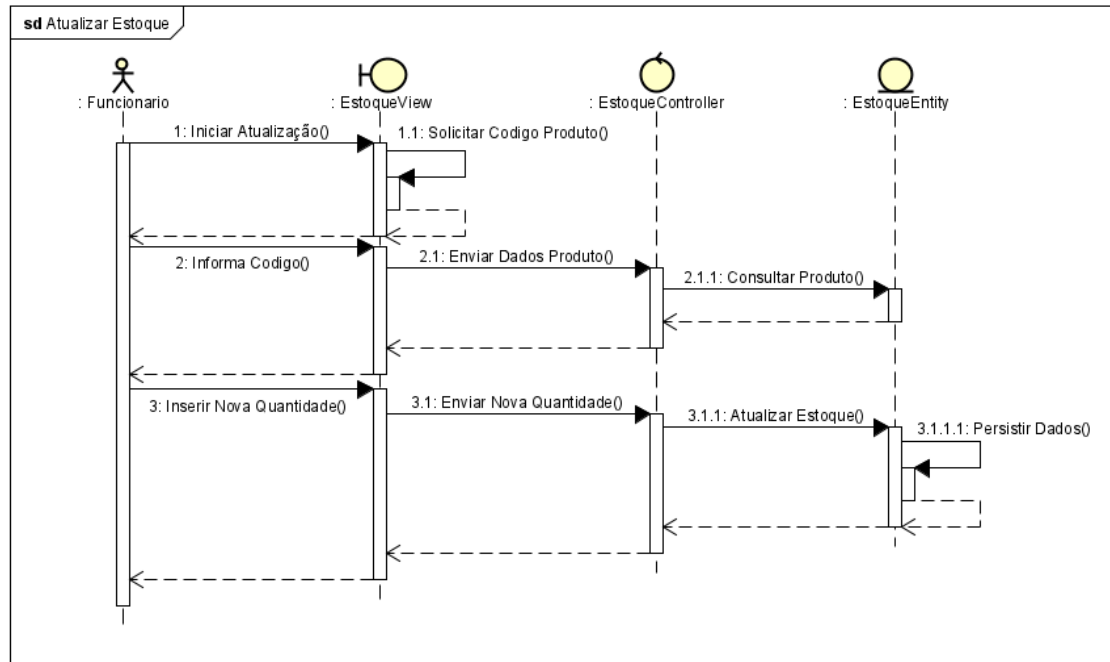 sd Atualizar Estoque
: Funcionario
: EstoqueView
: EstoqueController
: EstoqueEntity
1: Iniciar Atualização()
1.1: Solicitar Codigo Produto()
2: Informa Codigo()
2.1: Enviar Dados Produto()
2.1.1: Consultar Produto()
3: Inserir Nova Quantidade()
3.1: Enviar Nova Quantidade()
3.1.1: Atualizar Estoque()
3.1.1.1: Persistir Dados()